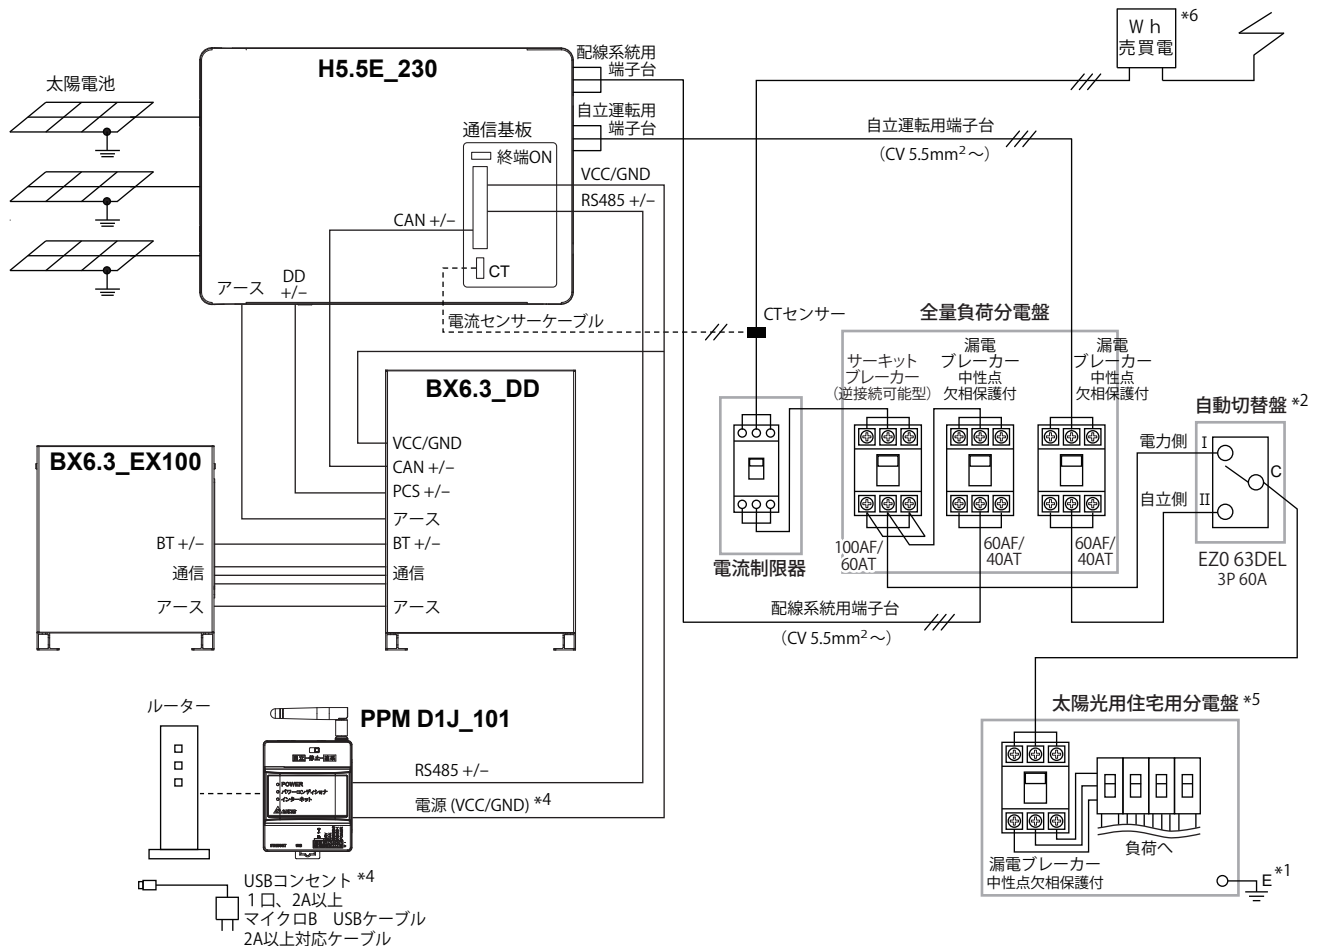 W h
売買電
*6
H5.5E_230
配線系統用
端子台
太陽電池
自立運転用
端子台
自立運転用端子台
(CV 5.5mm²～)
通信基板
終端ON
VCC/GND
RS485 +/–
CAN +/–
CT
アース
DD
+/–
電流センサーケーブル
CTセンサー
全量負荷分電盤
サーキット
ブレーカー
(逆接続可能型)
漏電
ブレーカー
中性点
欠相保護付
漏電
ブレーカー
中性点
欠相保護付
自動切替盤 *2
電力側 I
C
自立側 II
EZ0 63DEL
3P 60A
100AF/
60AT
60AF/
40AT
60AF/
40AT
電流制限器
配線系統用端子台
(CV 5.5mm²～)
BX6.3_DD
VCC/GND
CAN +/–
PCS +/–
アース
BT +/–
通信
アース
BX6.3_EX100
BT +/–
通信
アース
ルーター
PPM D1J_101
POWER
パワーコンディショナ
インターネット
RS485 +/–
電源 (VCC/GND) *4
USBコンセント *4
1口、2A以上
マイクロB USBケーブル
2A以上対応ケーブル
太陽光用住宅用分電盤 *5
負荷へ
漏電ブレーカー
中性点欠相保護付
E *1